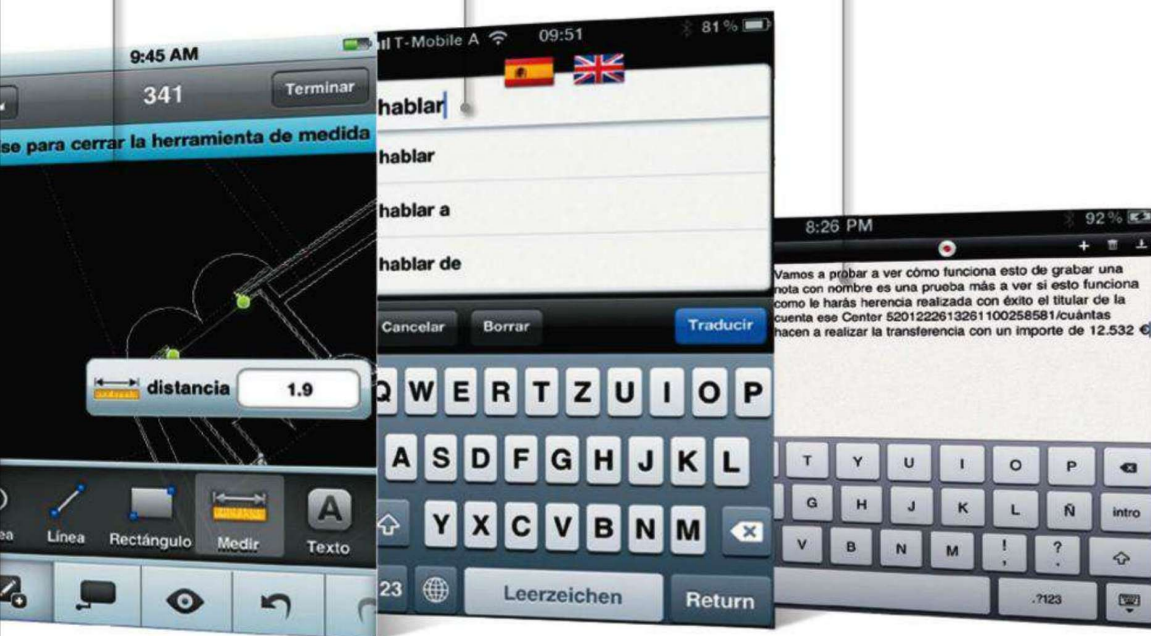 9:45 AM
341
Terminar
se para cerrar la herramienta de medida
distancia
1.9
Línea
Rectángulo
Medir
A
Texto
T-Mobile A
09:51
81 %
hablar
hablar
hablar a
hablar de
Cancelar
Borrar
Traducir
Q W E R T Z U I O P
A S D F G H J K L
Y X C V B N M
23
Leerzeichen
Return
8:26 PM
92 %
Vamos a probar a ver cómo funciona esto de grabar una
nota con nombre es una prueba más a ver si esto funciona
como le harás herencia realizada con éxito el titular de la
cuenta ese Center 5201222613261100258581/cuántas
hacen a realizar la transferencia con un importe de 12.532 €
T Y U I O P
G H J K L Ñ intro
V B N M ! , ? .
.?123